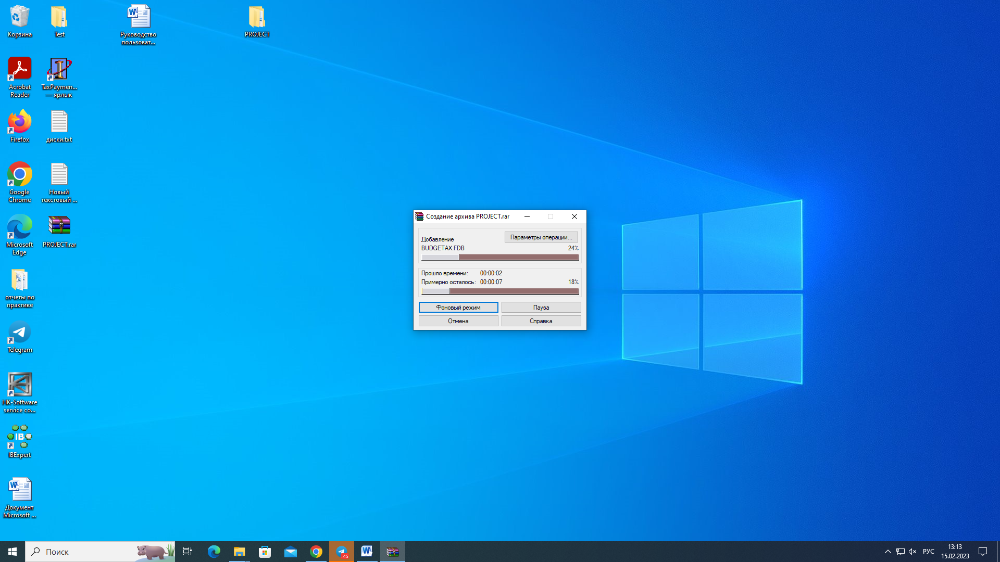 Корзина
Test
Руководство
пользоват...
PROJECT
Acrobat
Reader
TaxPaymen...
— ярлык
Firefox
диски.txt
Google
Chrome
Новый
текстовый ...
Microsoft
Edge
PROJECT.rar
отчеты по
практике
Telegram
HK-Software
service co...
IB
IBExpert
Документ
Microsoft ...
Создание архива PROJECT.rar
Добавление
Параметры операции...
BUDGETAX.FDB 24%
Прошло времени: 00:00:02
Примерно осталось: 00:00:07 18%
Фоновый режим
Пауза
Отмена
Справка
Поиск
.45
РУС
13:13
15.02.2023